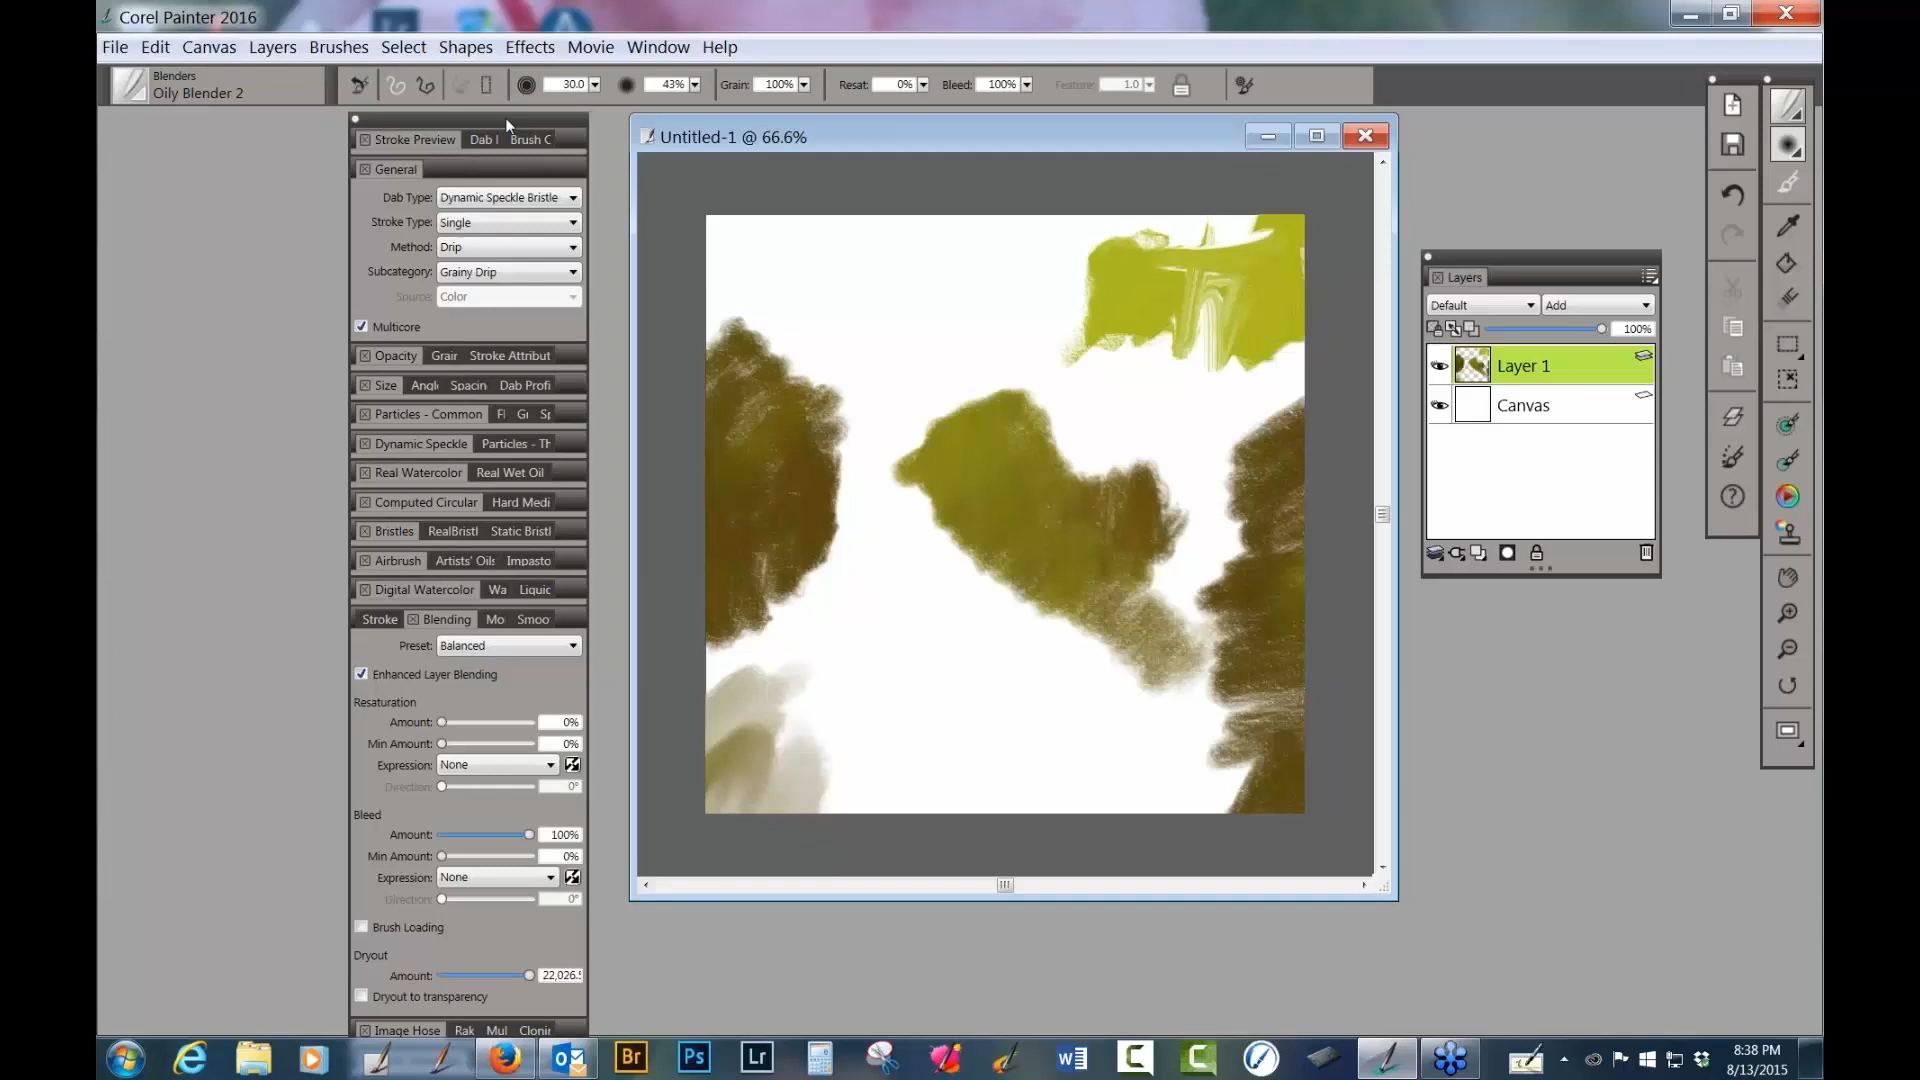 Corel Painter 2016
File Edit Canvas Layers Brushes Select Shapes Effects Movie Window Help
Blenders
Oily Blender 2
30.0 43% Grain: 100% Resat: 0% Bleed: 100% Feature: 1.0
Stroke Preview Dab I Brush C
General
Dab Type: Dynamic Speckle Bristle
Stroke Type: Single
Method: Drip
Subcategory: Grainy Drip
Source: Color
Multicore
Opacity Grair Stroke Attribut
Size Angle Spacin Dab Profi
Particles - Common Fl Gr Sp
Dynamic Speckle Particles - Th
Real Watercolor Real Wet Oil
Computed Circular Hard Medi
Bristles RealBristl Static Bristl
Airbrush Artists' Oils Impasto
Digital Watercolor Wa Liquic
Stroke Blending Mo Smoo
Preset: Balanced
Enhanced Layer Blending
Resaturation
Amount: 0%
Min Amount: 0%
Expression: None
Direction: 0°
Bleed
Amount: 100%
Min Amount: 0%
Expression: None
Direction: 0°
Brush Loading
Dryout
Amount: 22,026.5
Dryout to transparency
Image Hose Rak Mul Clonir
Untitled-1 @ 66.6%
Layers
Default Add
100%
Layer 1
Canvas
Br Ps Lr
8:38 PM
8/13/2015